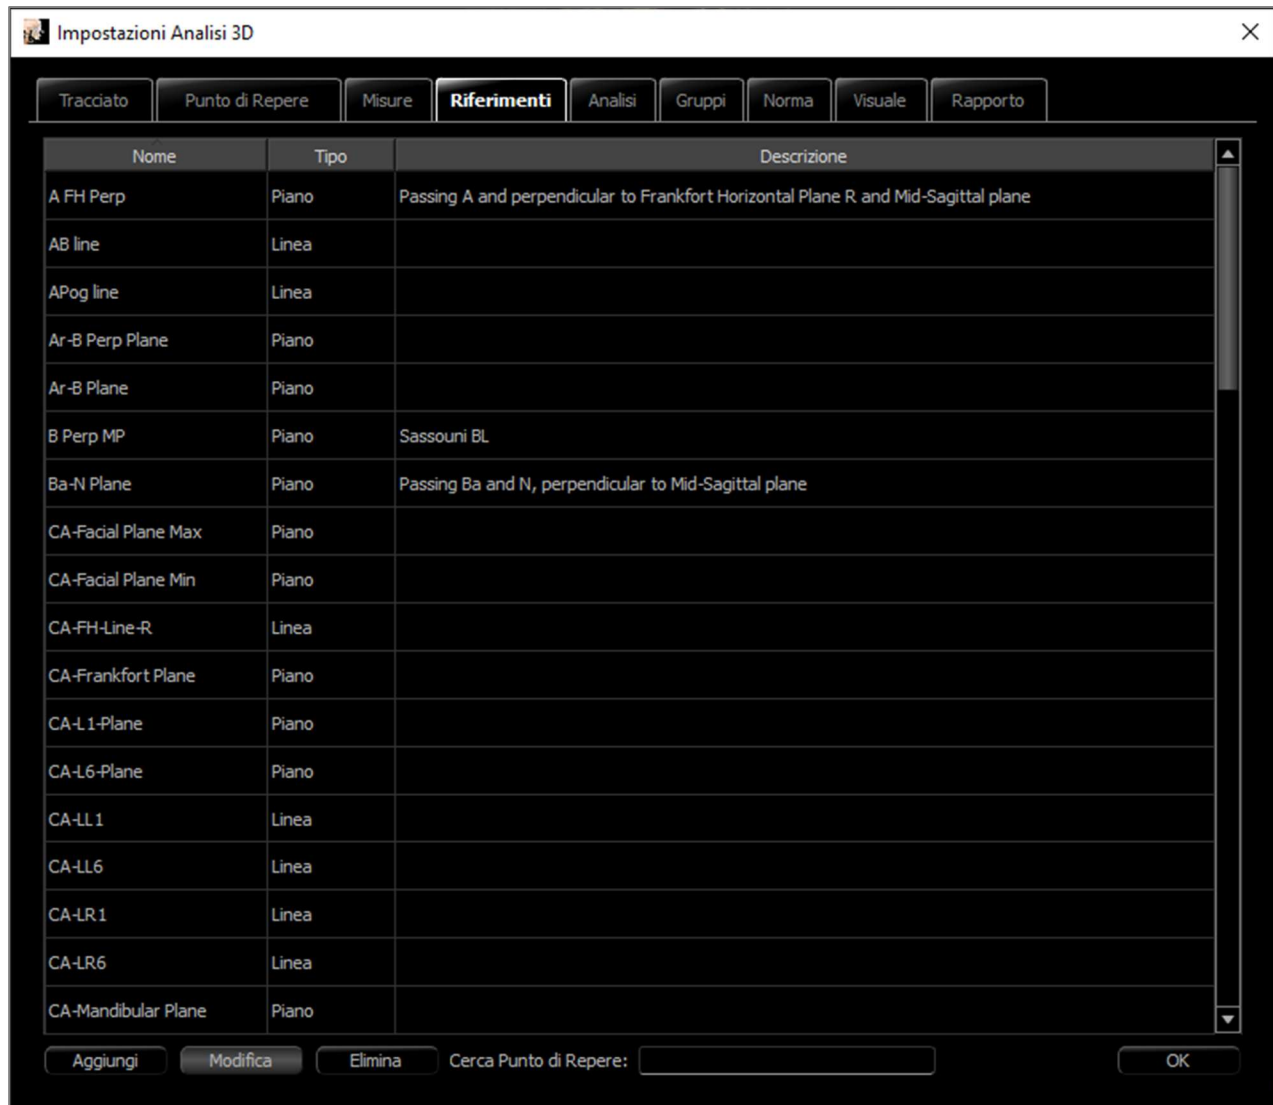 Impostazioni Analisi 3D
Tracciato Punto di Repere Misure Riferimenti Analisi Gruppi Norma Visuale Rapporto
Nome Tipo Descrizione
A FH Perp Piano Passing A and perpendicular to Frankfort Horizontal Plane R and Mid-Sagittal plane
AB line Linea
APog line Linea
Ar-B Perp Plane Piano
Ar-B Plane Piano
B Perp MP Piano Sassouni BL
Ba-N Plane Piano Passing Ba and N, perpendicular to Mid-Sagittal plane
CA-Facial Plane Max Piano
CA-Facial Plane Min Piano
CA-FH-Line-R Linea
CA-Frankfort Plane Piano
CA-L1-Plane Piano
CA-L6-Plane Piano
CA-LL1 Linea
CA-LL6 Linea
CA-LR1 Linea
CA-LR6 Linea
CA-Mandibular Plane Piano
Aggiungi Modifica Elimina Cerca Punto di Repere: OK